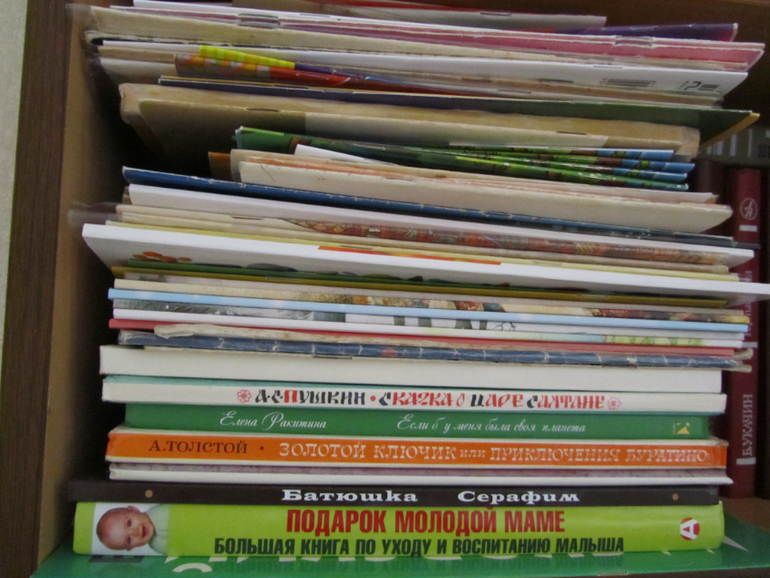 А.С.ПУШКИН • СКАЗКА О ЦАРЕ САЛТАНЕ
Елена Ракитина Если б у меня была своя планета
А.ТОЛСТОЙ • ЗОЛОТОЙ КЛЮЧИК или ПРИКЛЮЧЕНИЯ БУРАТИНО
Батюшка Серафим
ПОДАРОК МОЛОДОЙ МАМЕ
БОЛЬШАЯ КНИГА ПО УХОДУ И ВОСПИТАНИЮ МАЛЫША
В.БУКАЧИН